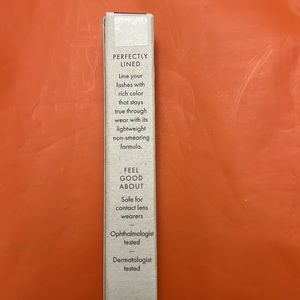 PERFECTLY
LINED
Line your
lashes with
rich color
that stays
true through
wear with its
lightweight
non-smearing
formula.
FEEL
GOOD
ABOUT
Safe for
contact lens
wearers
—
Ophthalmologist
tested
—
Dermatologist
tested